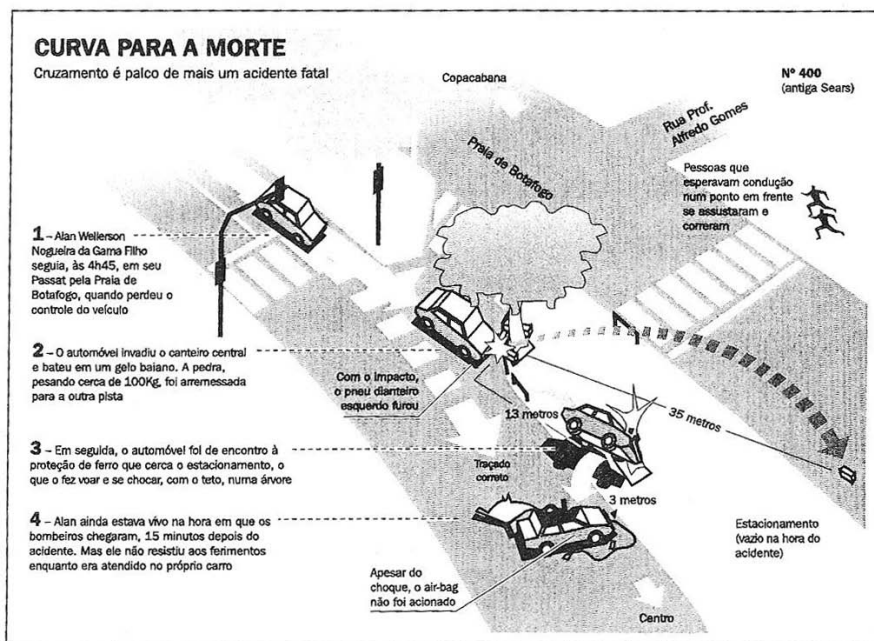 CURVA PARA A MORTE
Cruzamento é palco de mais um acidente fatal
Copacabana
Nº 400
(antiga Sears)
Rua Prof.
Alfredo Gomes
Praia de Botafogo
Pessoas que
esperavam condução
num ponto em frente
se assustaram e
correram
1 – Alan Wellerson
Nogueira da Gama Filho
seguia, às 4h45, em seu
Passat pela Praia de
Botafogo, quando perdeu o
controle do veículo
2 – O automóvel invadiu o canteiro central
e bateu em um gelo baiano. A pedra,
pesando cerca de 100Kg, foi arremessada
para a outra pista
Com o impacto,
o pneu dianteiro
esquerdo furou
13 metros
35 metros
3 – Em seguida, o automóvel foi de encontro à
proteção de ferro que cerca o estacionamento, o
que o fez voar e se chocar, com o teto, numa árvore
Traçado
correto
3 metros
4 – Alan ainda estava vivo na hora em que os
bombeiros chegaram, 15 minutos depois do
acidente. Mas ele não resistiu aos ferimentos
enquanto era atendido no próprio carro
Estacionamento
(vazio na hora do
acidente)
Apesar do
choque, o air-bag
não foi acionado
Centro